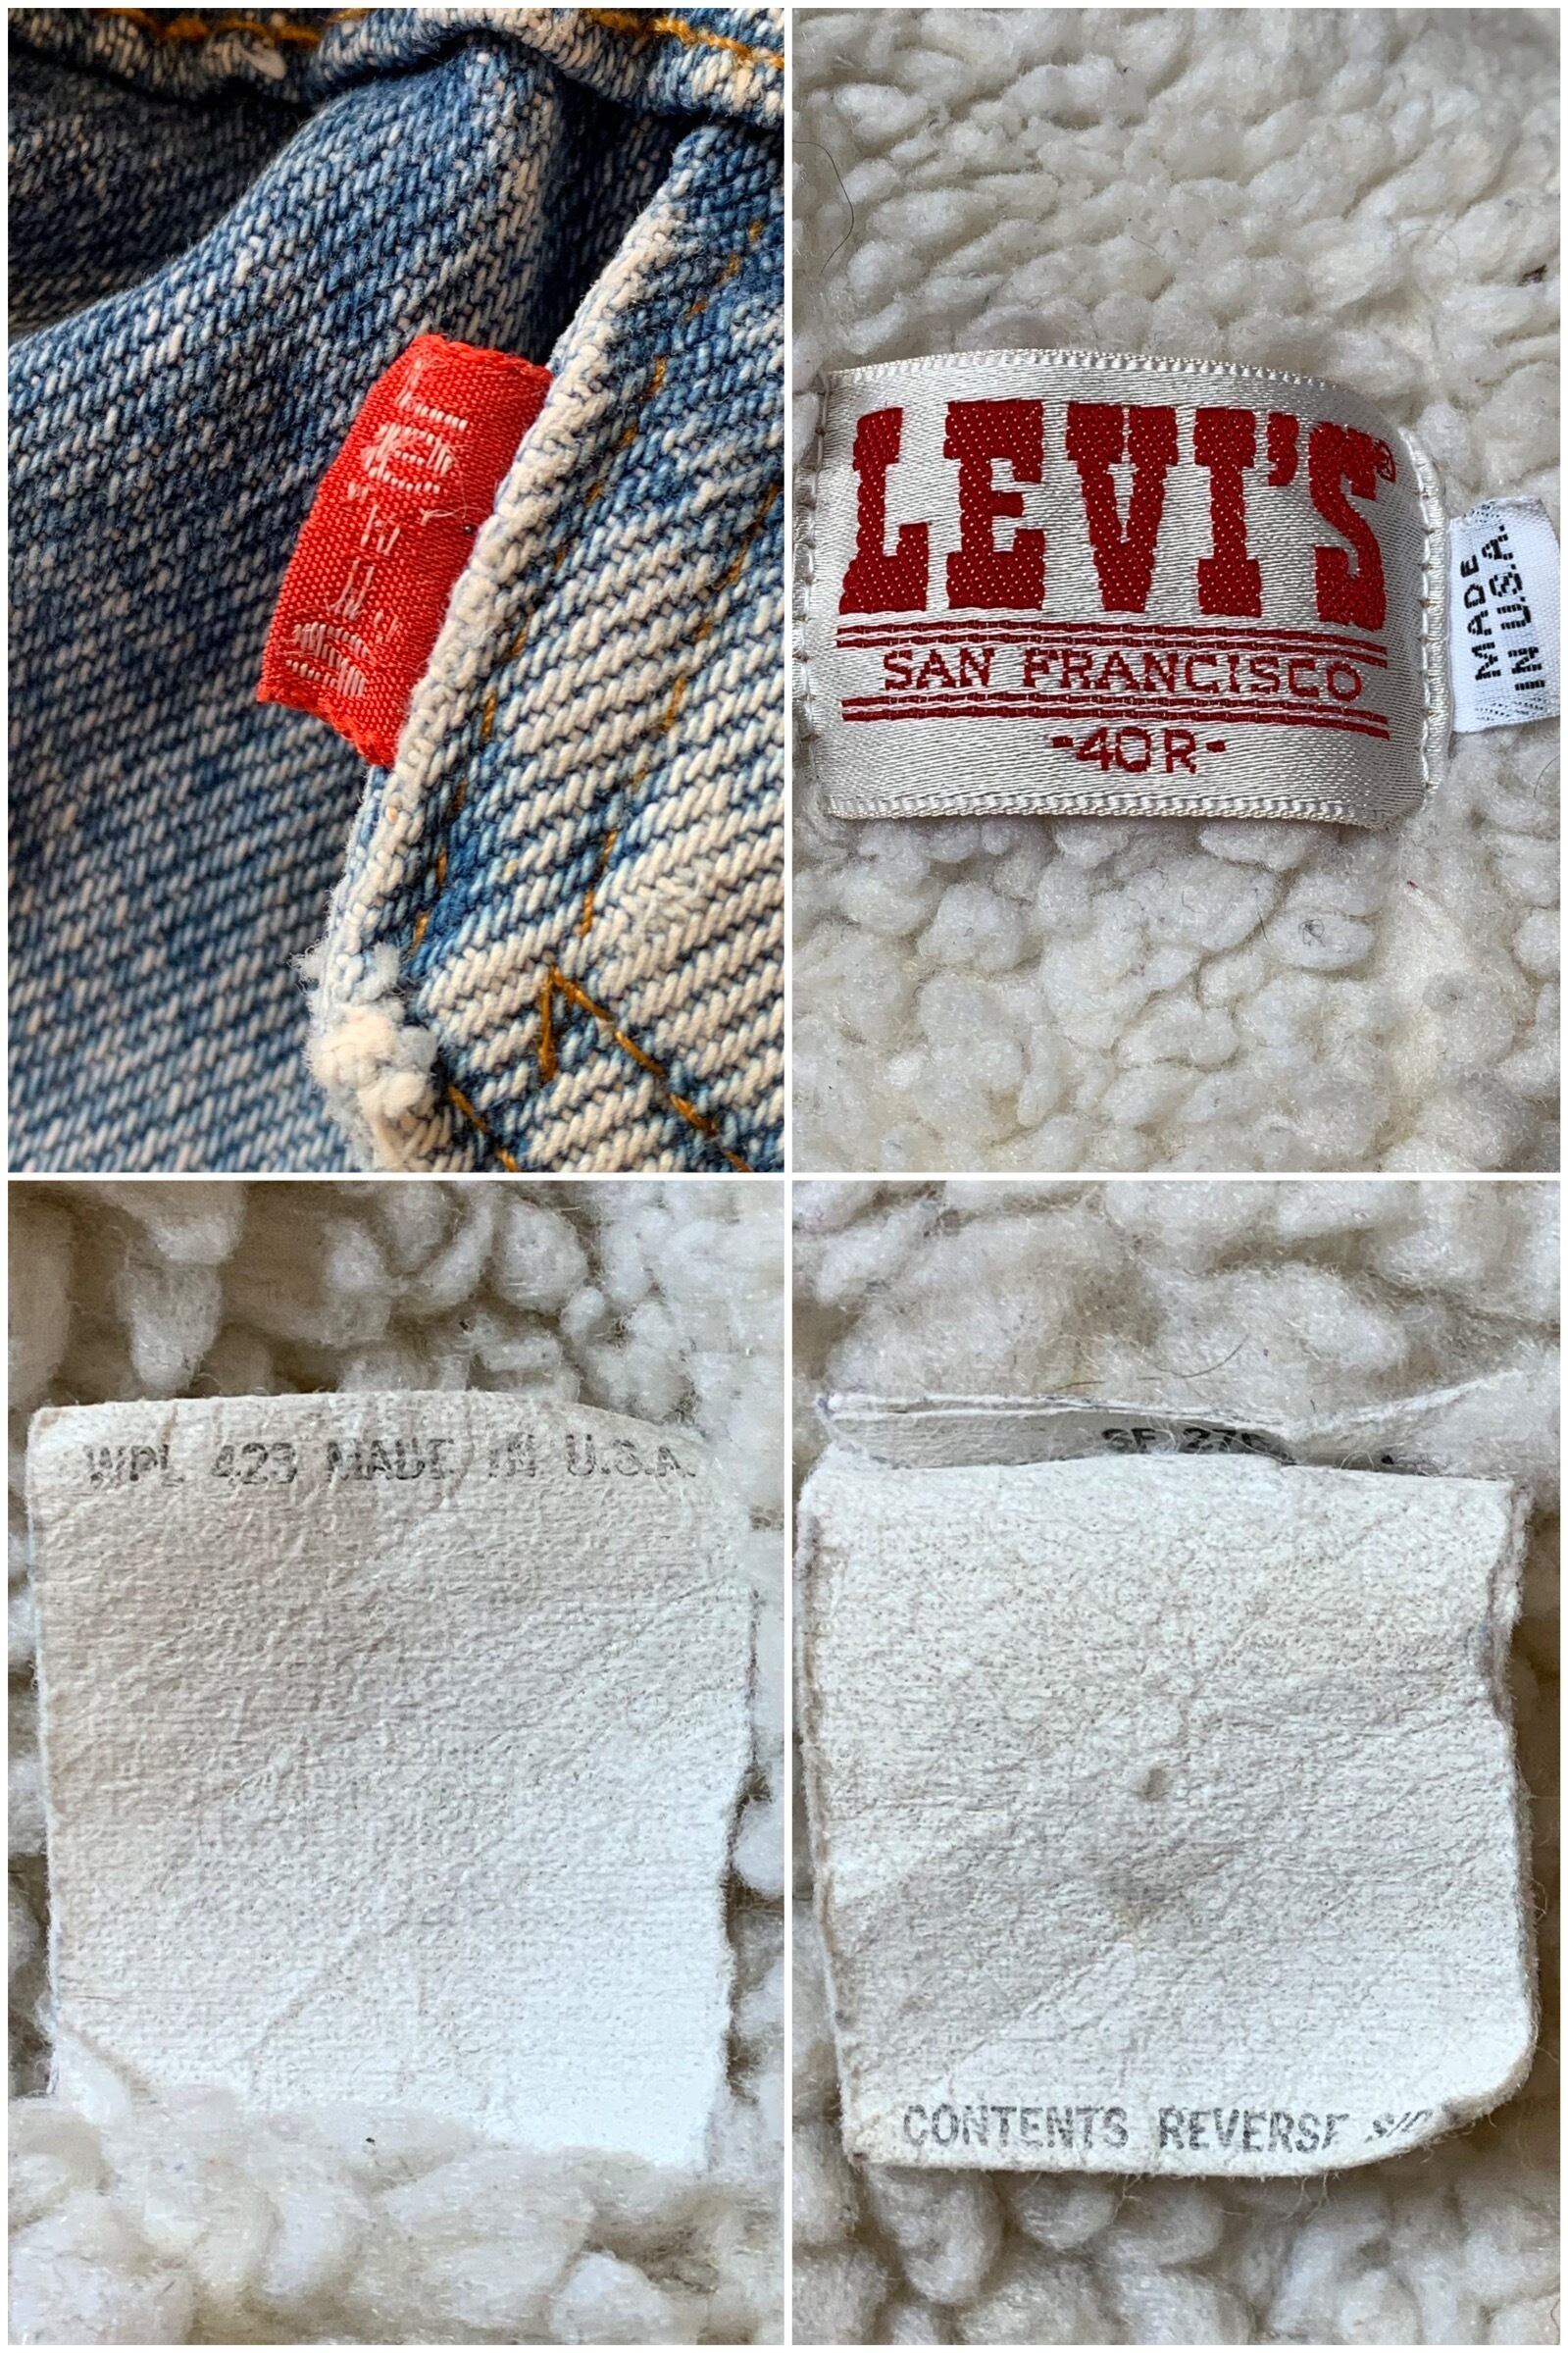 LEVI'S®
SAN FRANCISCO
-40R-
MADE
IN U.S.A.
WPL 423 MADE IN U.S.A.
CONTENTS REVERSE